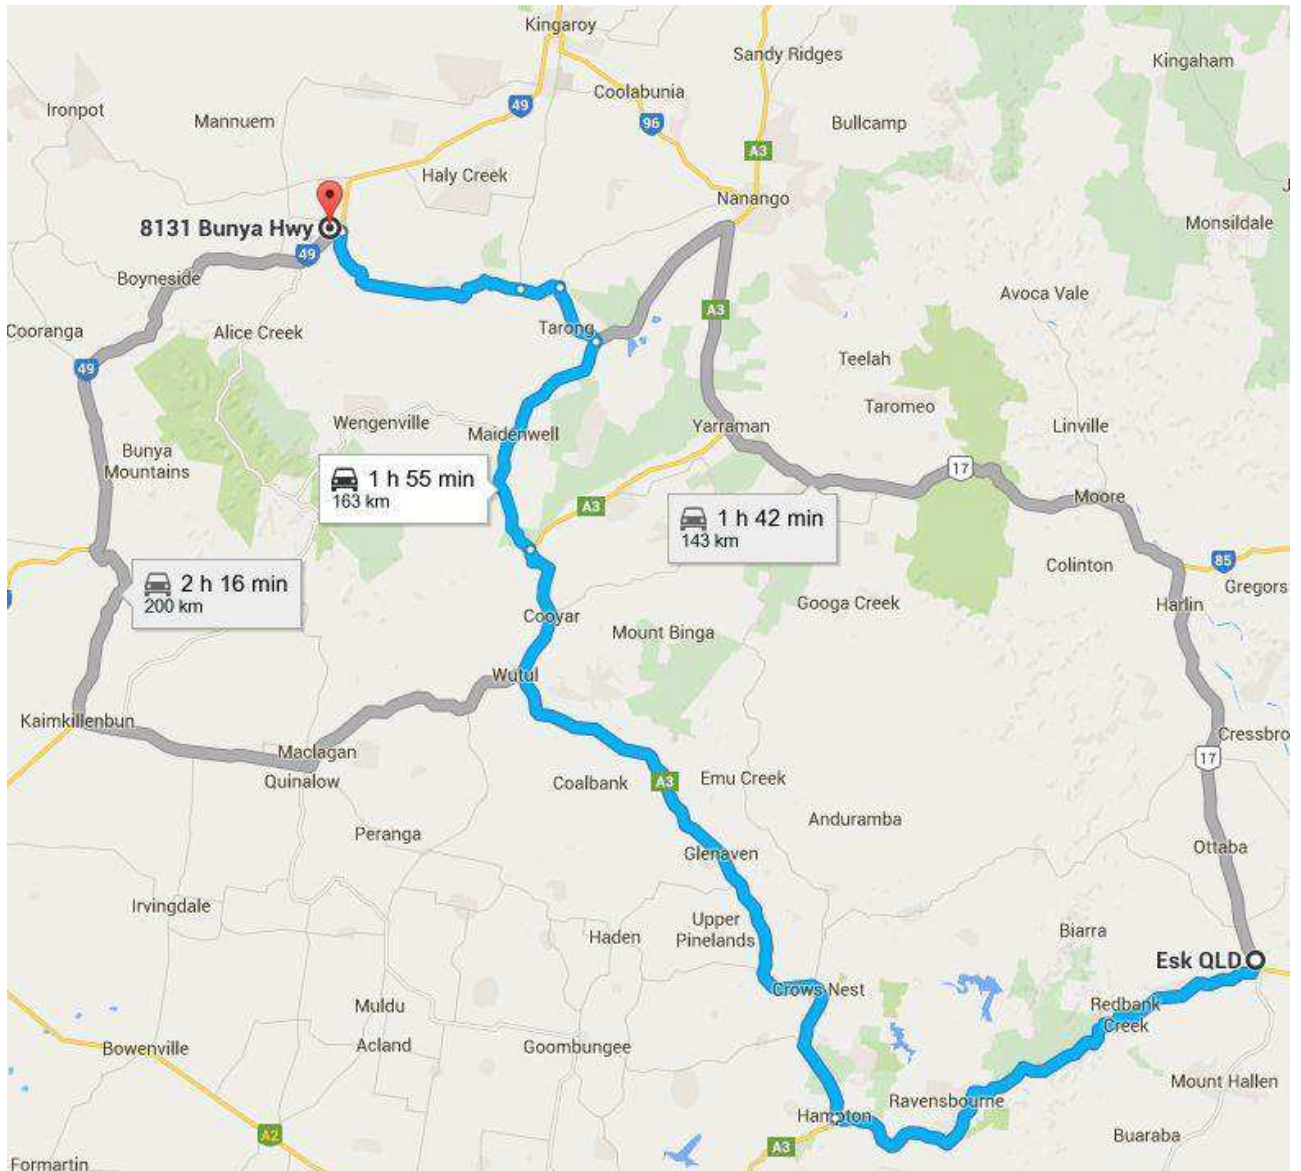 Kingaroy
Sandy Ridges
Kingaham
Coolabunia
49
Ironpot
Mannuem
96
Bullcamp
A3
Haly Creek
Nanango
J
Monsildale
8131 Bunya Hwy
49
Boyneside
Avoca Vale
A3
Cooranga
Alice Creek
Tarong
Teelah
49
Taromeo
Wengenville
Maidenwell
Yarraman
Linville
Bunya
Mountains
17
1 h 55 min
163 km
Moore
A3
1 h 42 min
143 km
Colinton
85
2 h 16 min
200 km
Gregors
Googa Creek
Harlin
Cooyar
Mount Binga
Wutul
Kaimkillenbun
Cressbro
Maclagan
Quinalow
17
Coalbank
A3
Emu Creek
Peranga
Anduramba
Glenaven
Ottaba
Irvingdale
Upper
Pinelands
Haden
Biarra
Esk QLD
Crows Nest
Muldu
Redbank
Creek
Bowenville
Acland
Goombungee
Mount Hallen
Ravensbourne
Hampton
A2
A3
Buaraba
Formartin